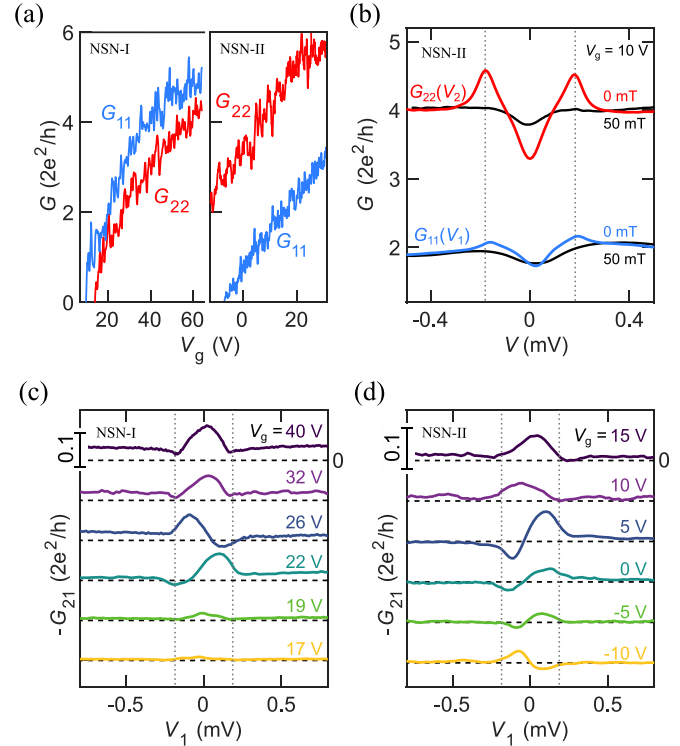 (a)
NSN-I
NSN-II
G11
G22
G22
G11
G (2e²/h)
6
4
2
0
20 40 60
0 20
Vg (V)
(b)
NSN-II
Vg = 10 V
G22(V2)
0 mT
50 mT
G11(V1)
0 mT
50 mT
G (2e²/h)
5
4
3
2
1
-0.4 0 0.4
V (mV)
(c)
NSN-I
Vg = 40 V
0.1
0
32 V
26 V
22 V
19 V
17 V
-G21 (2e²/h)
-0.5 0 0.5
V1 (mV)
(d)
NSN-II
Vg = 15 V
0.1
0
10 V
5 V
0 V
-5 V
-10 V
-G21 (2e²/h)
-0.5 0 0.5
V1 (mV)